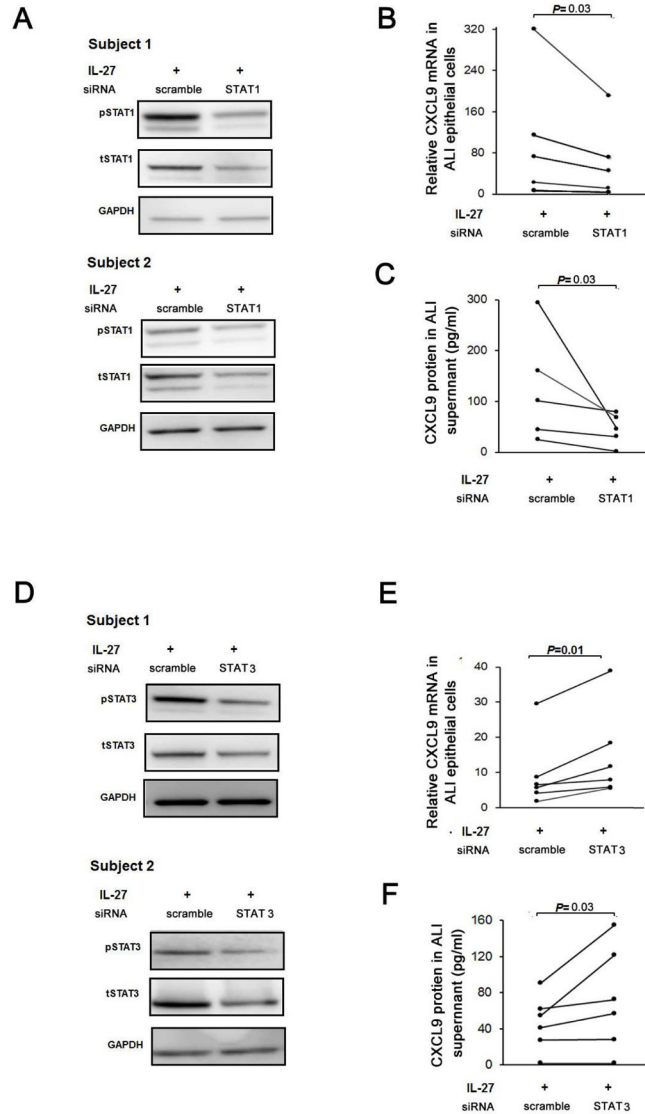 A
Subject 1
IL-27 + +
siRNA scramble STAT1
pSTAT1
tSTAT1
GAPDH
Subject 2
IL-27 + +
siRNA scramble STAT1
pSTAT1
tSTAT1
GAPDH
B
P=0.03
Relative CXCL9 mRNA in
ALI epithelial cells
320
240
160
80
0
IL-27 + +
siRNA scramble STAT1
C
P=0.03
CXCL9 protien in ALI
supernnant (pg/ml)
300
200
100
0
IL-27 + +
siRNA scramble STAT1
D
Subject 1
IL-27 + +
siRNA scramble STAT3
pSTAT3
tSTAT3
GAPDH
Subject 2
IL-27 + +
siRNA scramble STAT 3
pSTAT3
tSTAT3
GAPDH
E
P=0.01
Relative CXCL9 mRNA in
ALI epithelial cells
40
30
20
10
0
IL-27 + +
siRNA scramble STAT3
F
P=0.03
CXCL9 protien in ALI
supernnant (pg/ml)
160
120
80
40
0
IL-27 + +
siRNA scramble STAT3